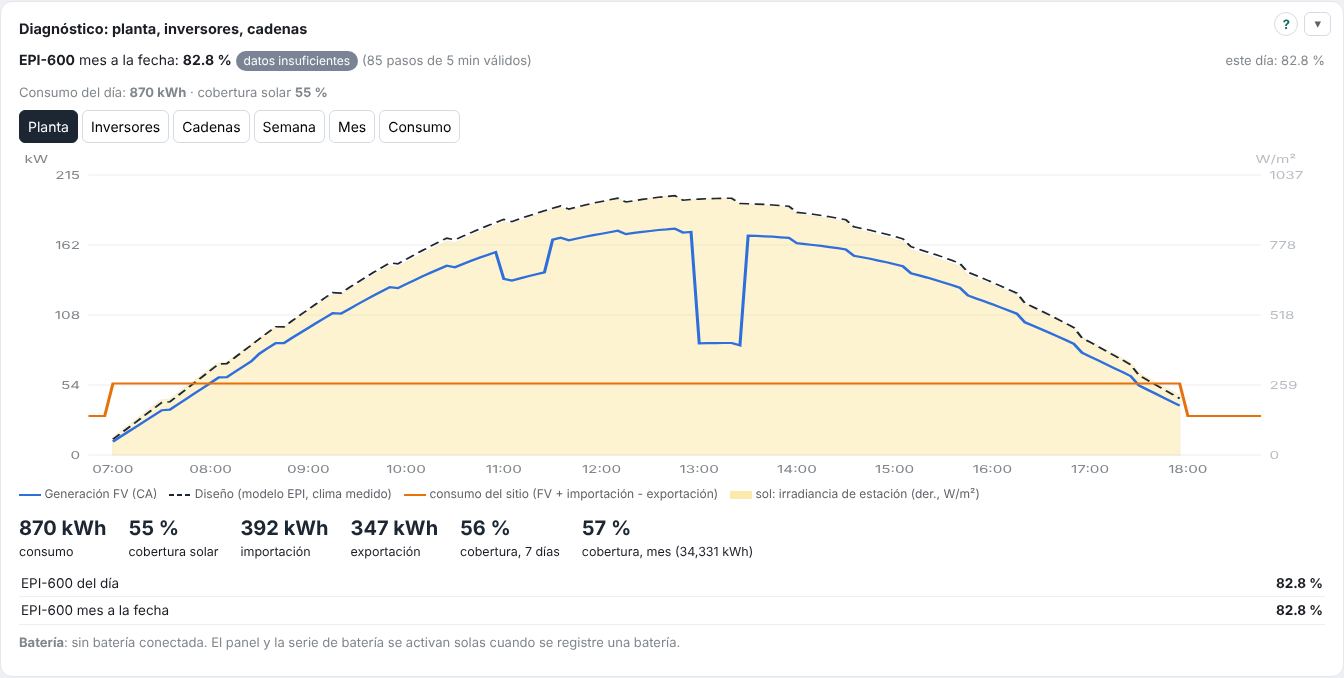 Diagnóstico: planta, inversores, cadenas ? ▼
EPI-600 mes a la fecha: 82.8 % datos insuficientes (85 pasos de 5 min válidos) este día: 82.8 %
Consumo del día: 870 kWh · cobertura solar 55 %
Planta Inversores Cadenas Semana Mes Consumo
kW W/m²
215 1037
162 778
108 518
54 259
0 0
07:00 08:00 09:00 10:00 11:00 12:00 13:00 14:00 15:00 16:00 17:00 18:00
Generación FV (CA) Diseño (modelo EPI, clima medido) consumo del sitio (FV + importación - exportación) sol: irradiancia de estación (der., W/m²)
870 kWh 55 % 392 kWh 347 kWh 56 % 57 %
consumo cobertura solar importación exportación cobertura, 7 días cobertura, mes (34,331 kWh)
EPI-600 del día 82.8 %
EPI-600 mes a la fecha 82.8 %
Batería: sin batería conectada. El panel y la serie de batería se activan solas cuando se registre una batería.